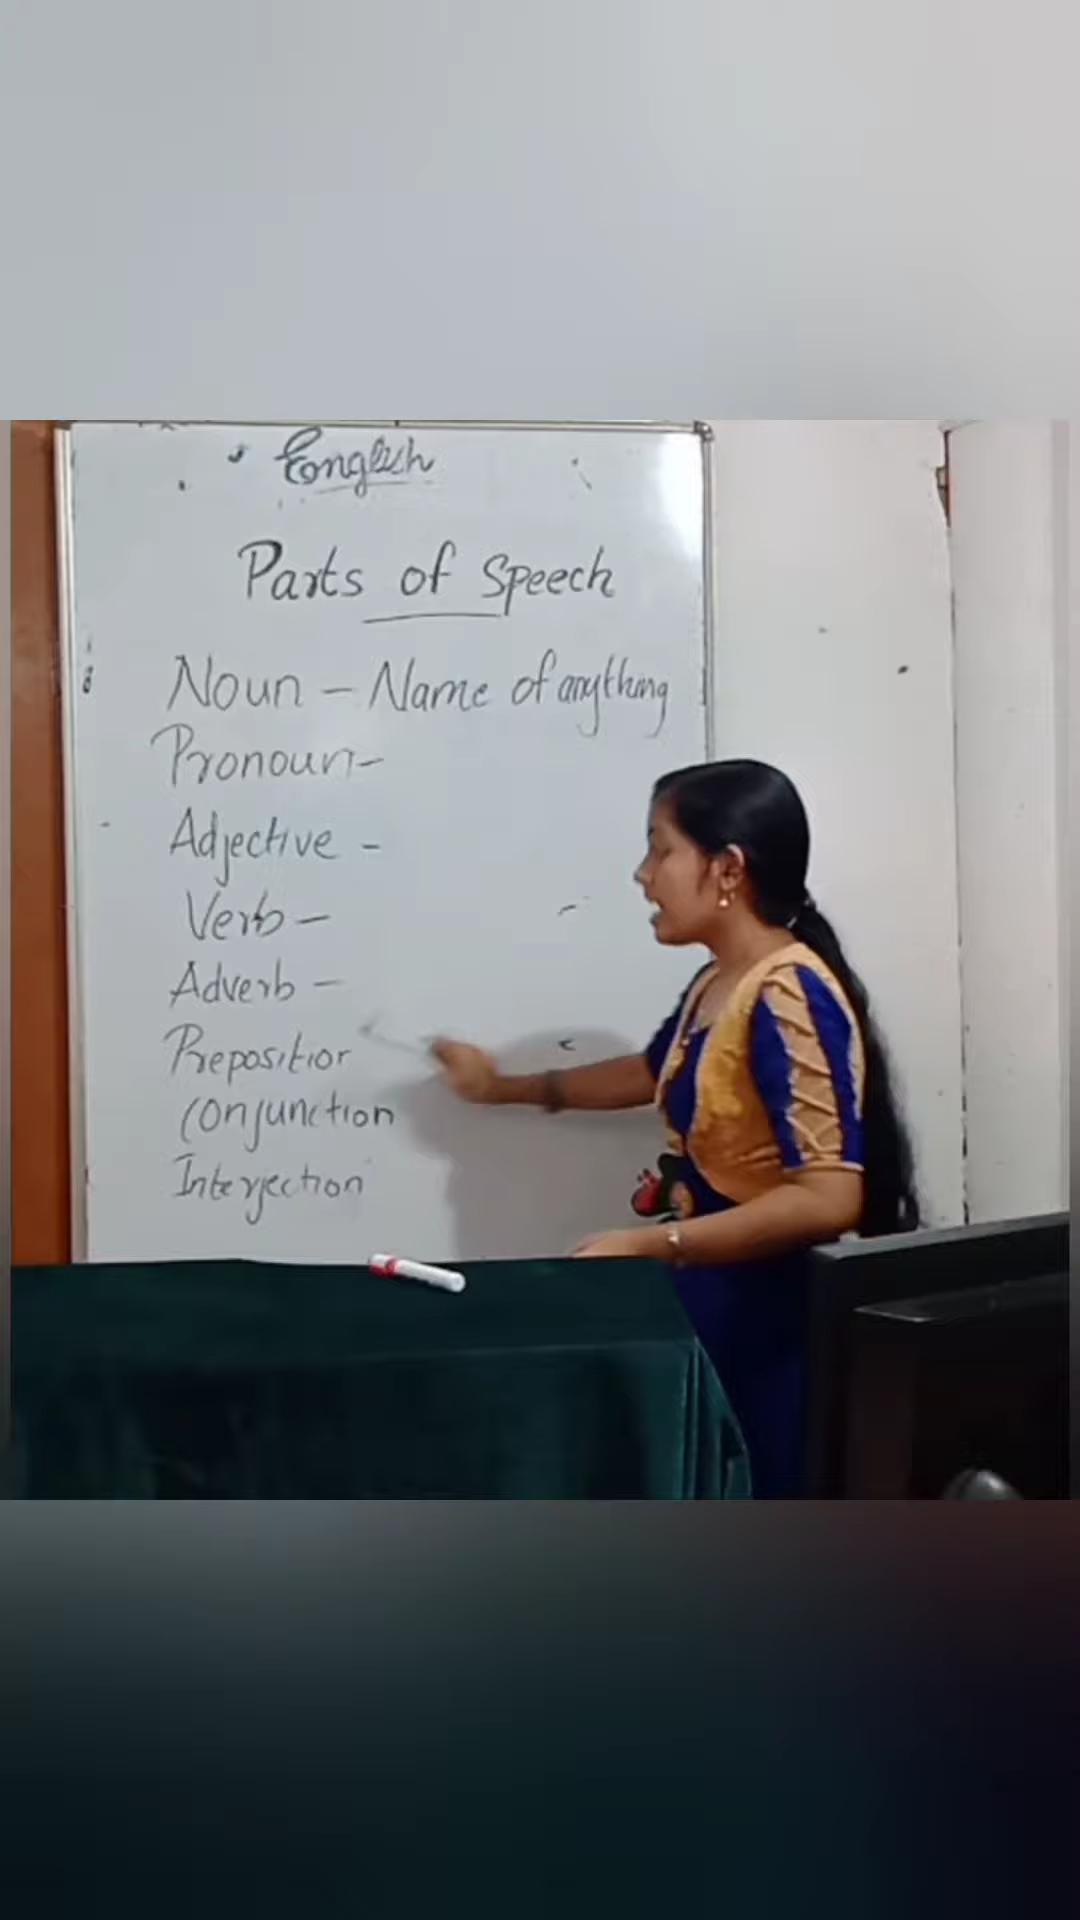 English
Parts of Speech
Noun - Name of anything
Pronoun -
Adjective -
Verb -
Adverb -
Preposition
Conjunction
Interjection